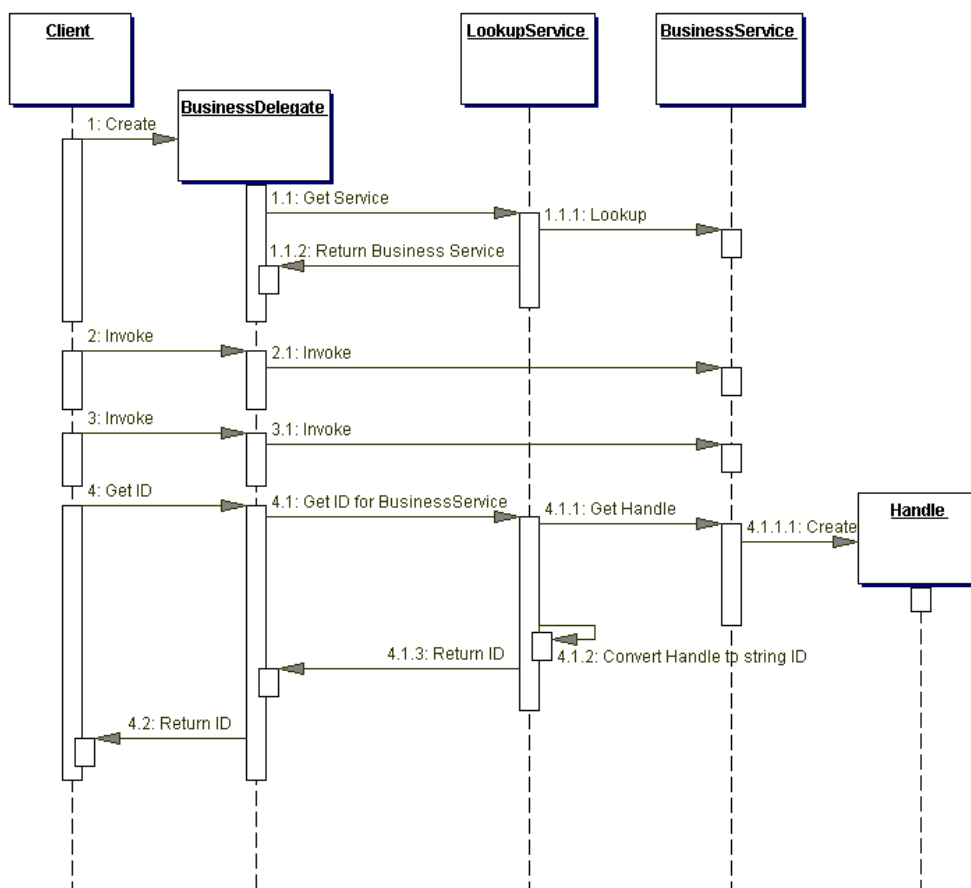 Client
LookupService
BusinessService
BusinessDelegate
1: Create
1.1: Get Service
1.1.1: Lookup
1.1.2: Return Business Service
2: Invoke
2.1: Invoke
3: Invoke
3.1: Invoke
4: Get ID
4.1: Get ID for BusinessService
4.1.1: Get Handle
Handle
4.1.1.1: Create
4.1.3: Return ID
4.1.2: Convert Handle to string ID
4.2: Return ID